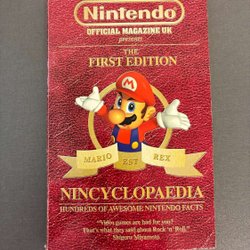 Nintendo
OFFICIAL MAGAZINE UK
presents
THE
FIRST EDITION
MARIO EST REX
NINCYCLOPAEDIA
HUNDREDS OF AWESOME NINTENDO FACTS
"Video games are bad for you?
That's what they said about Rock 'n' Roll."
Shigeru Miyamoto